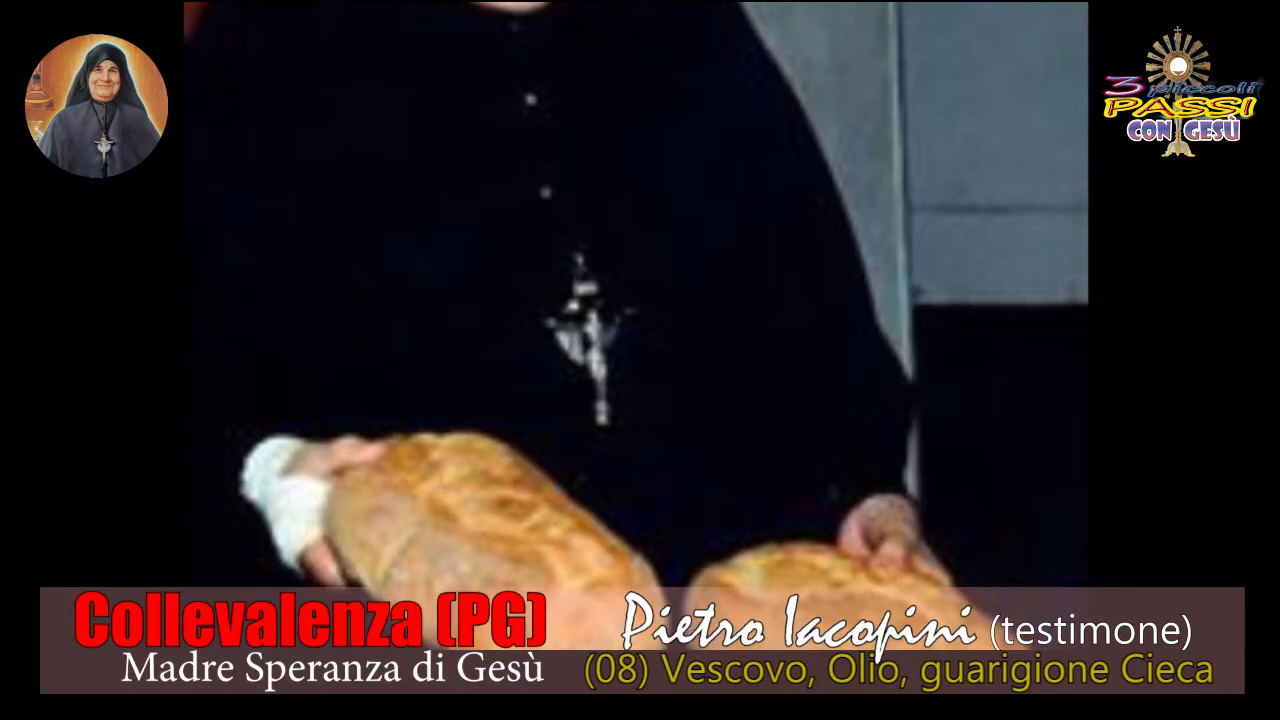 3 piccoli
PASSI
CON GESÙ
Collevalenza (PG)
Pietro Iacopini (testimone)
Madre Speranza di Gesù
(08) Vescovo, Olio, guarigione Cieca